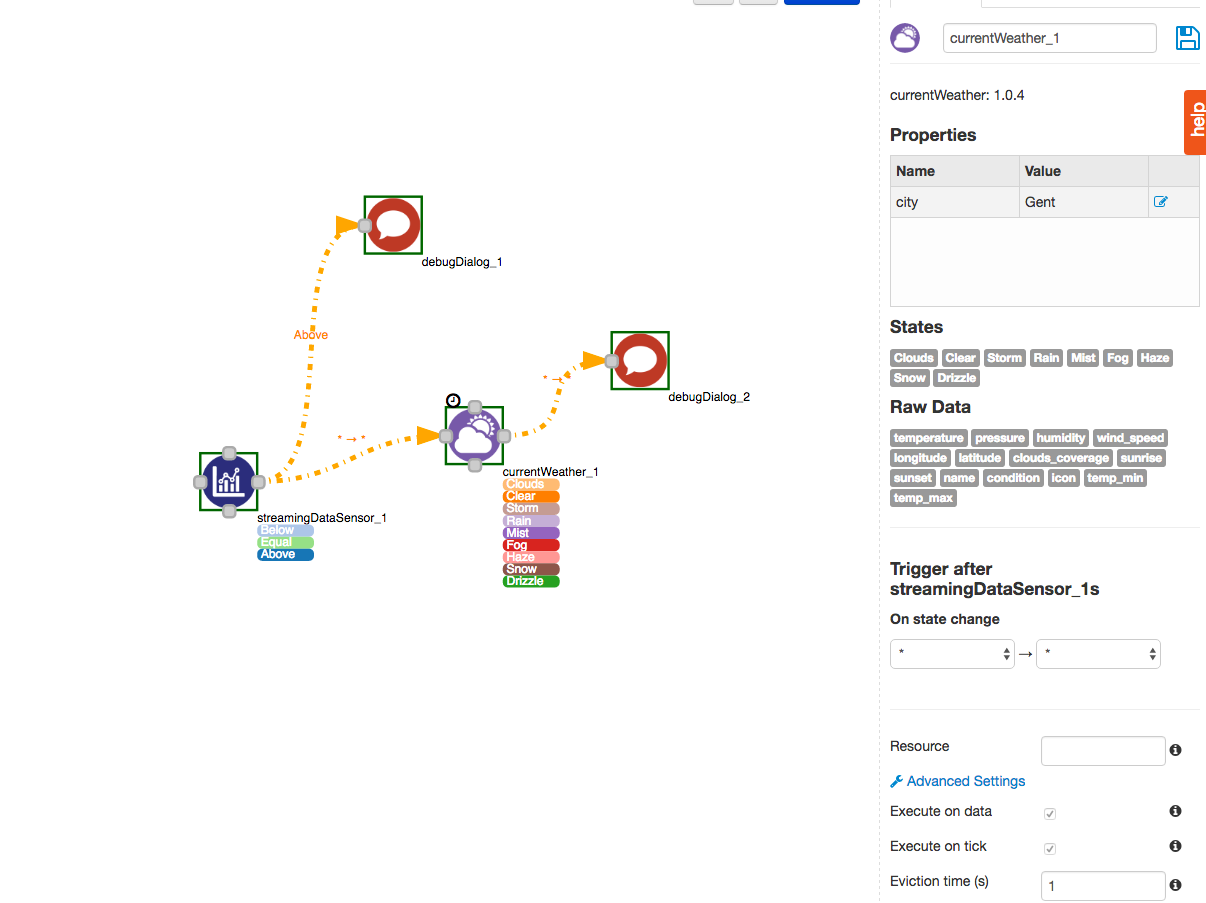 debugDialog_1
Above
debugDialog_2
* →
* → *
currentWeather_1
Clouds
Clear
Storm
Rain
Mist
Fog
Haze
Snow
Drizzle
streamingDataSensor_1
Below
Equal
Above
currentWeather_1
help
currentWeather: 1.0.4
Properties
Name Value
city Gent
States
Clouds Clear Storm Rain Mist Fog Haze
Snow Drizzle
Raw Data
temperature pressure humidity wind_speed
longitude latitude clouds_coverage sunrise
sunset name condition icon temp_min
temp_max
Trigger after
streamingDataSensor_1s
On state change
* → *
Resource
Advanced Settings
Execute on data
Execute on tick
Eviction time (s) 1